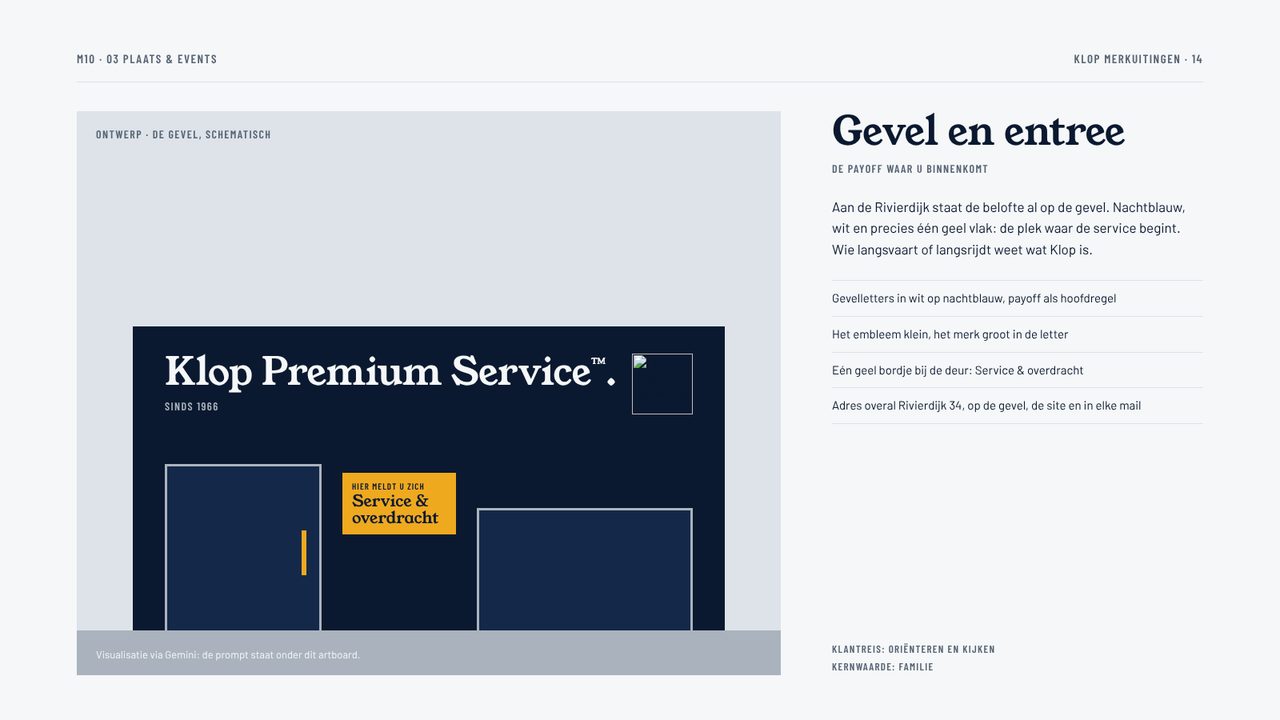 M10 · 03 PLAATS & EVENTS
KLOP MERKUITINGEN · 14
ONTWERP · DE GEVEL, SCHEMATISCH
Klop Premium Service™.
SINDS 1966
HIER MELDT U ZICH
Service &
overdracht
Visualisatie via Gemini: de prompt staat onder dit artboard.
Gevel en entree
DE PAYOFF WAAR U BINNENKOMT
Aan de Rivierdijk staat de belofte al op de gevel. Nachtblauw,
wit en precies één geel vlak: de plek waar de service begint.
Wie langsvaart of langsrijdt weet wat Klop is.
Gevelletters in wit op nachtblauw, payoff als hoofdregel
Het embleem klein, het merk groot in de letter
Eén geel bordje bij de deur: Service & overdracht
Adres overal Rivierdijk 34, op de gevel, de site en in elke mail
KLANTREIS: ORIËNTEREN EN KIJKEN
KERNWAARDE: FAMILIE